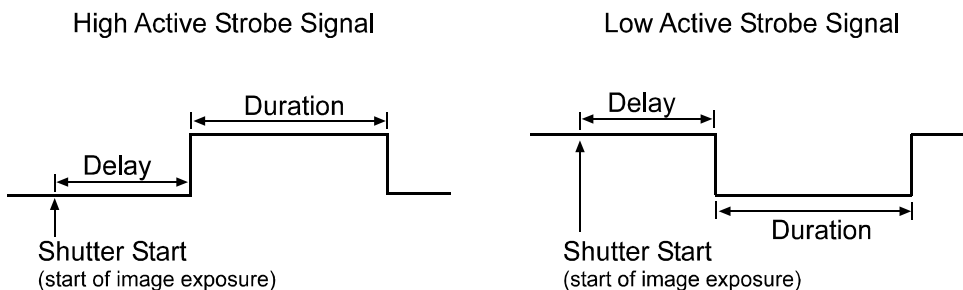 High Active Strobe Signal
Duration
Delay
Shutter Start
(start of image exposure)
Low Active Strobe Signal
Delay
Duration
Shutter Start
(start of image exposure)